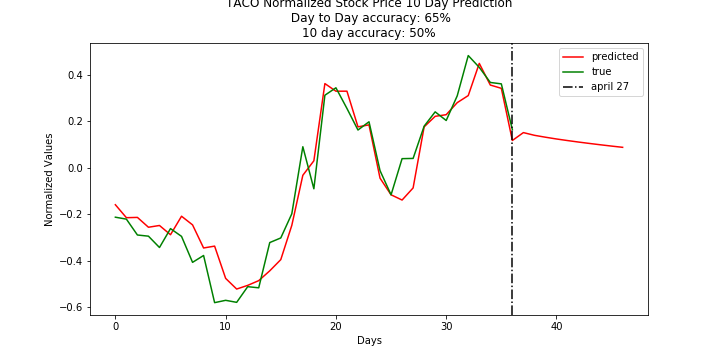 TACO Normalized Stock Price 10 Day Prediction
Day to Day accuracy: 65%
10 day accuracy: 50%
predicted
true
april 27
Normalized Values
0.4
0.2
0.0
−0.2
−0.4
−0.6
0
10
20
30
40
Days